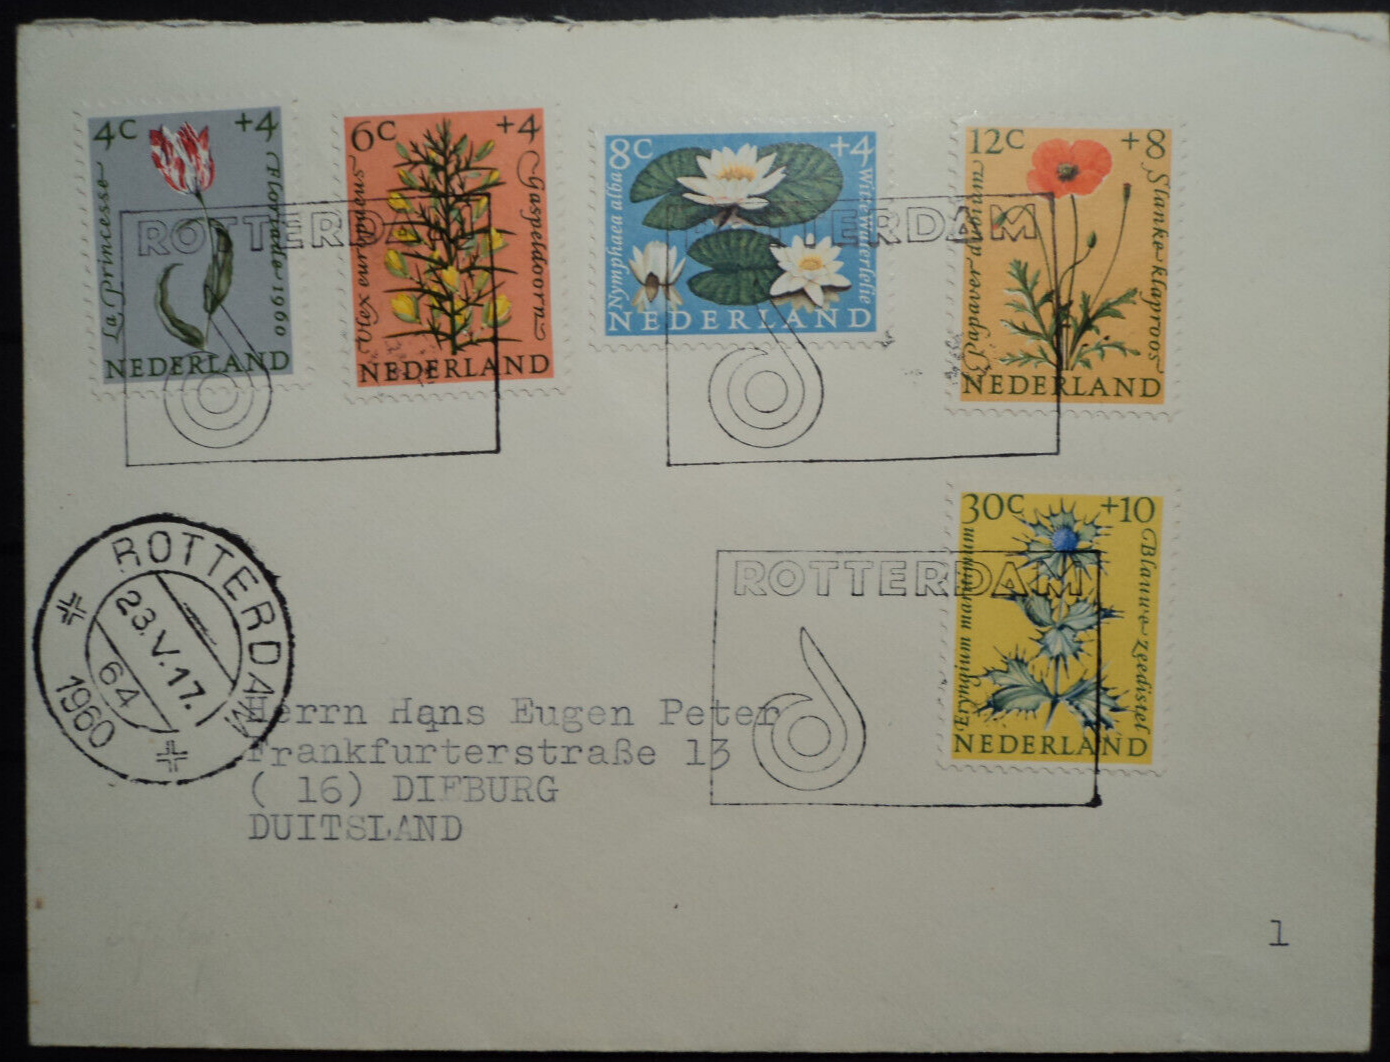 4C +4
La Princesse
Floriade 1960
NEDERLAND
6C +4
Ulex europaeus
Gaspeldoorn
NEDERLAND
8C +4
Nymphaea alba
Witte waterlelie
NEDERLAND
12C +8
Papaver dubium
Slanke klaproos
NEDERLAND
ROTTERDAM
ROTTERDAM
30C +10
Eryngium maritimum
Blauwe Zeedistel
NEDERLAND
ROTTERDAM
ROTTERDAM
23.V.17.
64
1960
Herrn Hans Eugen Peter
Frankfurterstraße 13
( 16) DIEBURG
DUITSLAND
1